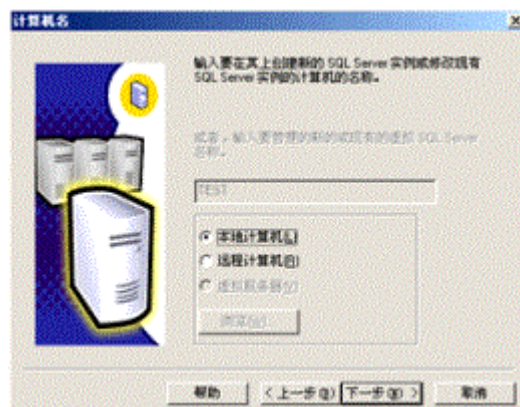 计算机名
输入要在其上创建新的 SQL Server 实例或修改现有
SQL Server 实例的计算机的名称。
或者，输入要管理的新的或现有的虚拟 SQL Server
名称。
TEST
本地计算机(L)
远程计算机(R)
虚拟服务器(V)
浏览(W)
帮助
< 上一步(B)
下一步(N) >
取消